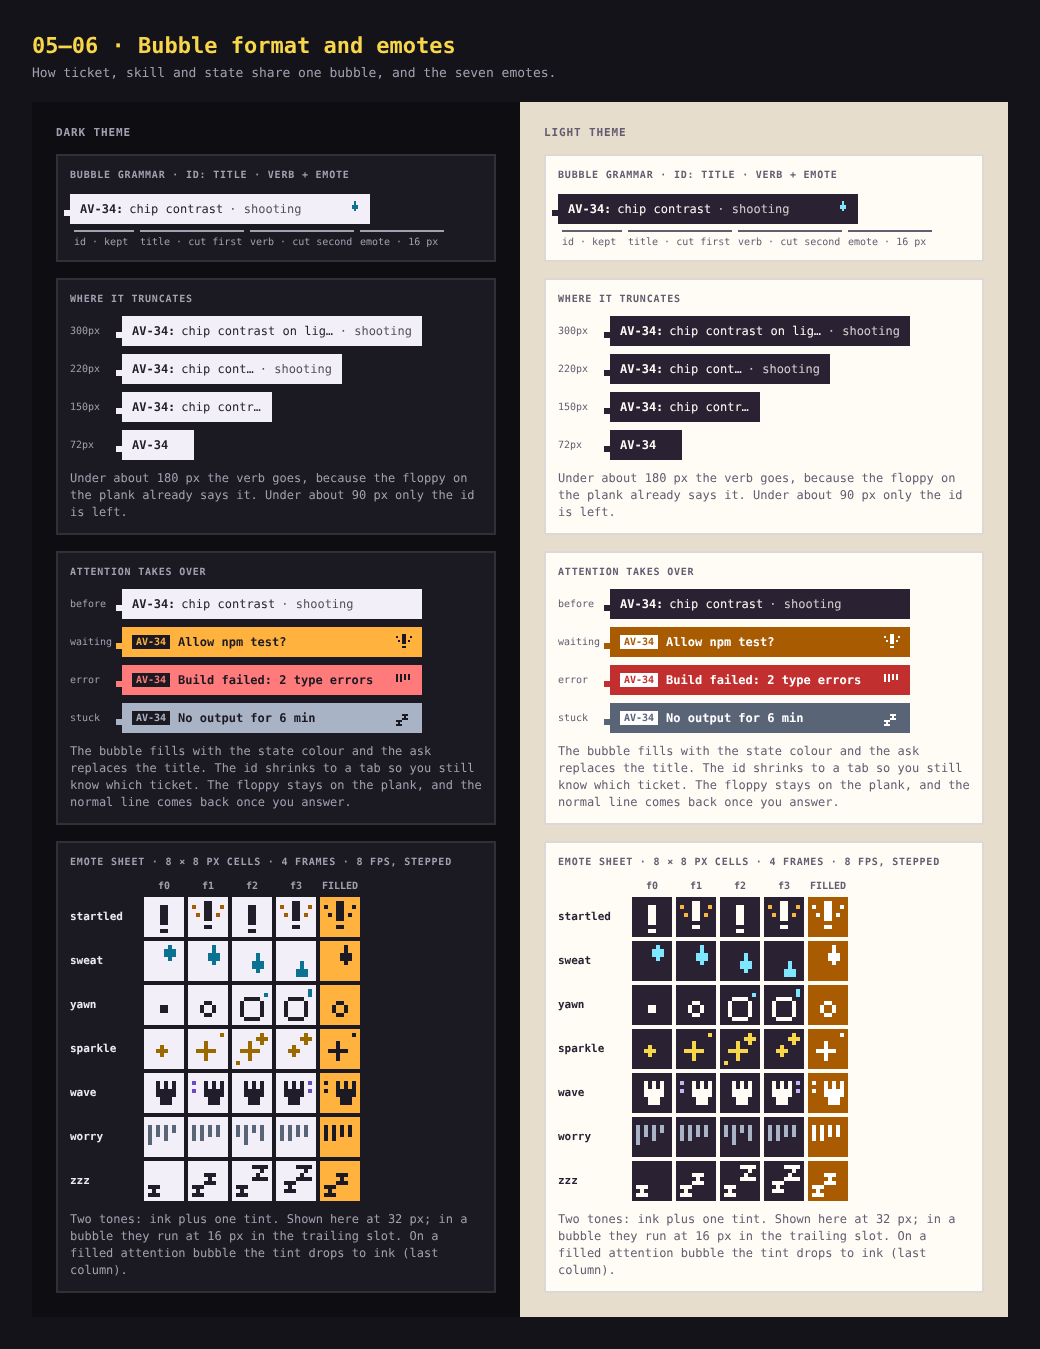 05–06 · Bubble format and emotes
How ticket, skill and state share one bubble, and the seven emotes.
DARK THEME
BUBBLE GRAMMAR · ID: TITLE · VERB + EMOTE
AV-34: chip contrast · shooting
id · kept title · cut first verb · cut second emote · 16 px
WHERE IT TRUNCATES
300px AV-34: chip contrast on lig… · shooting
220px AV-34: chip cont… · shooting
150px AV-34: chip contr…
72px AV-34
Under about 180 px the verb goes, because the floppy on
the plank already says it. Under about 90 px only the id
is left.
ATTENTION TAKES OVER
before AV-34: chip contrast · shooting
waiting AV-34 Allow npm test?
error AV-34 Build failed: 2 type errors
stuck AV-34 No output for 6 min
The bubble fills with the state colour and the ask
replaces the title. The id shrinks to a tab so you still
know which ticket. The floppy stays on the plank, and the
normal line comes back once you answer.
EMOTE SHEET · 8 × 8 PX CELLS · 4 FRAMES · 8 FPS, STEPPED
f0 f1 f2 f3 FILLED
startled
sweat
yawn
sparkle
wave
worry
zzz
Two tones: ink plus one tint. Shown here at 32 px; in a
bubble they run at 16 px in the trailing slot. On a
filled attention bubble the tint drops to ink (last
column).
LIGHT THEME
BUBBLE GRAMMAR · ID: TITLE · VERB + EMOTE
AV-34: chip contrast · shooting
id · kept title · cut first verb · cut second emote · 16 px
WHERE IT TRUNCATES
300px AV-34: chip contrast on lig… · shooting
220px AV-34: chip cont… · shooting
150px AV-34: chip contr…
72px AV-34
Under about 180 px the verb goes, because the floppy on
the plank already says it. Under about 90 px only the id
is left.
ATTENTION TAKES OVER
before AV-34: chip contrast · shooting
waiting AV-34 Allow npm test?
error AV-34 Build failed: 2 type errors
stuck AV-34 No output for 6 min
The bubble fills with the state colour and the ask
replaces the title. The id shrinks to a tab so you still
know which ticket. The floppy stays on the plank, and the
normal line comes back once you answer.
EMOTE SHEET · 8 × 8 PX CELLS · 4 FRAMES · 8 FPS, STEPPED
f0 f1 f2 f3 FILLED
startled
sweat
yawn
sparkle
wave
worry
zzz
Two tones: ink plus one tint. Shown here at 32 px; in a
bubble they run at 16 px in the trailing slot. On a
filled attention bubble the tint drops to ink (last
column).